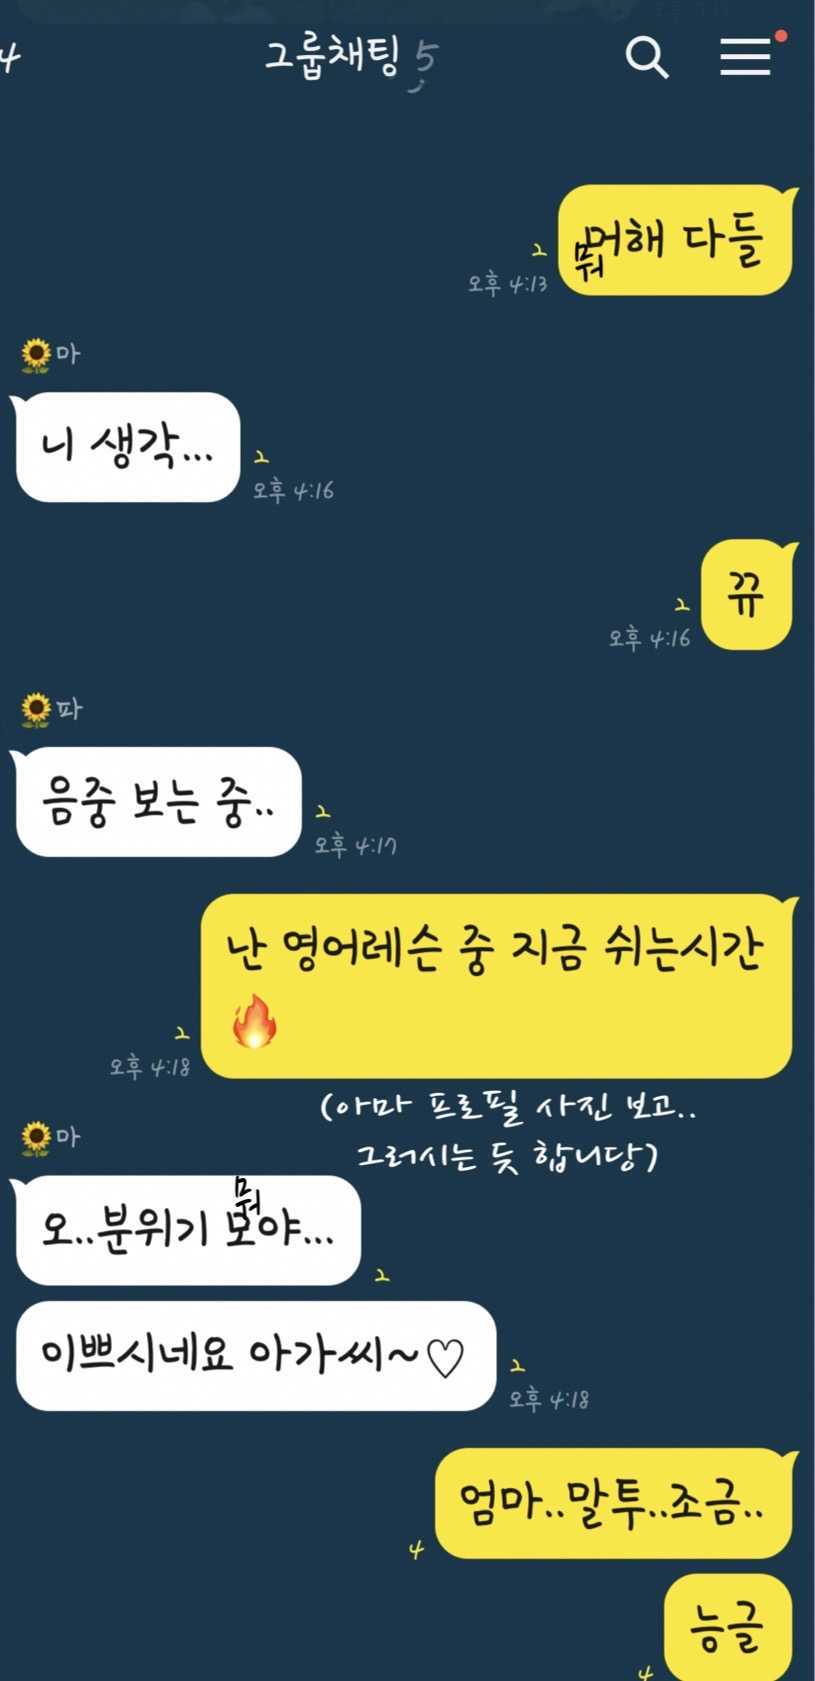 4
그룹채팅 5
머해 다들
뭐
2
오후 4:13
마
니 생각...
2
오후 4:16
뀨
2
오후 4:16
파
음중 보는 중..
2
오후 4:17
난 영어레슨 중 지금 쉬는시간
2
오후 4:18
(아마 프로필 사진 보고..
그러시는 듯 합니당)
마
뭐
오..분위기 모야...
2
이쁘시네요 아가씨~♡
2
오후 4:18
엄마..말투..조금..
4
능글
4